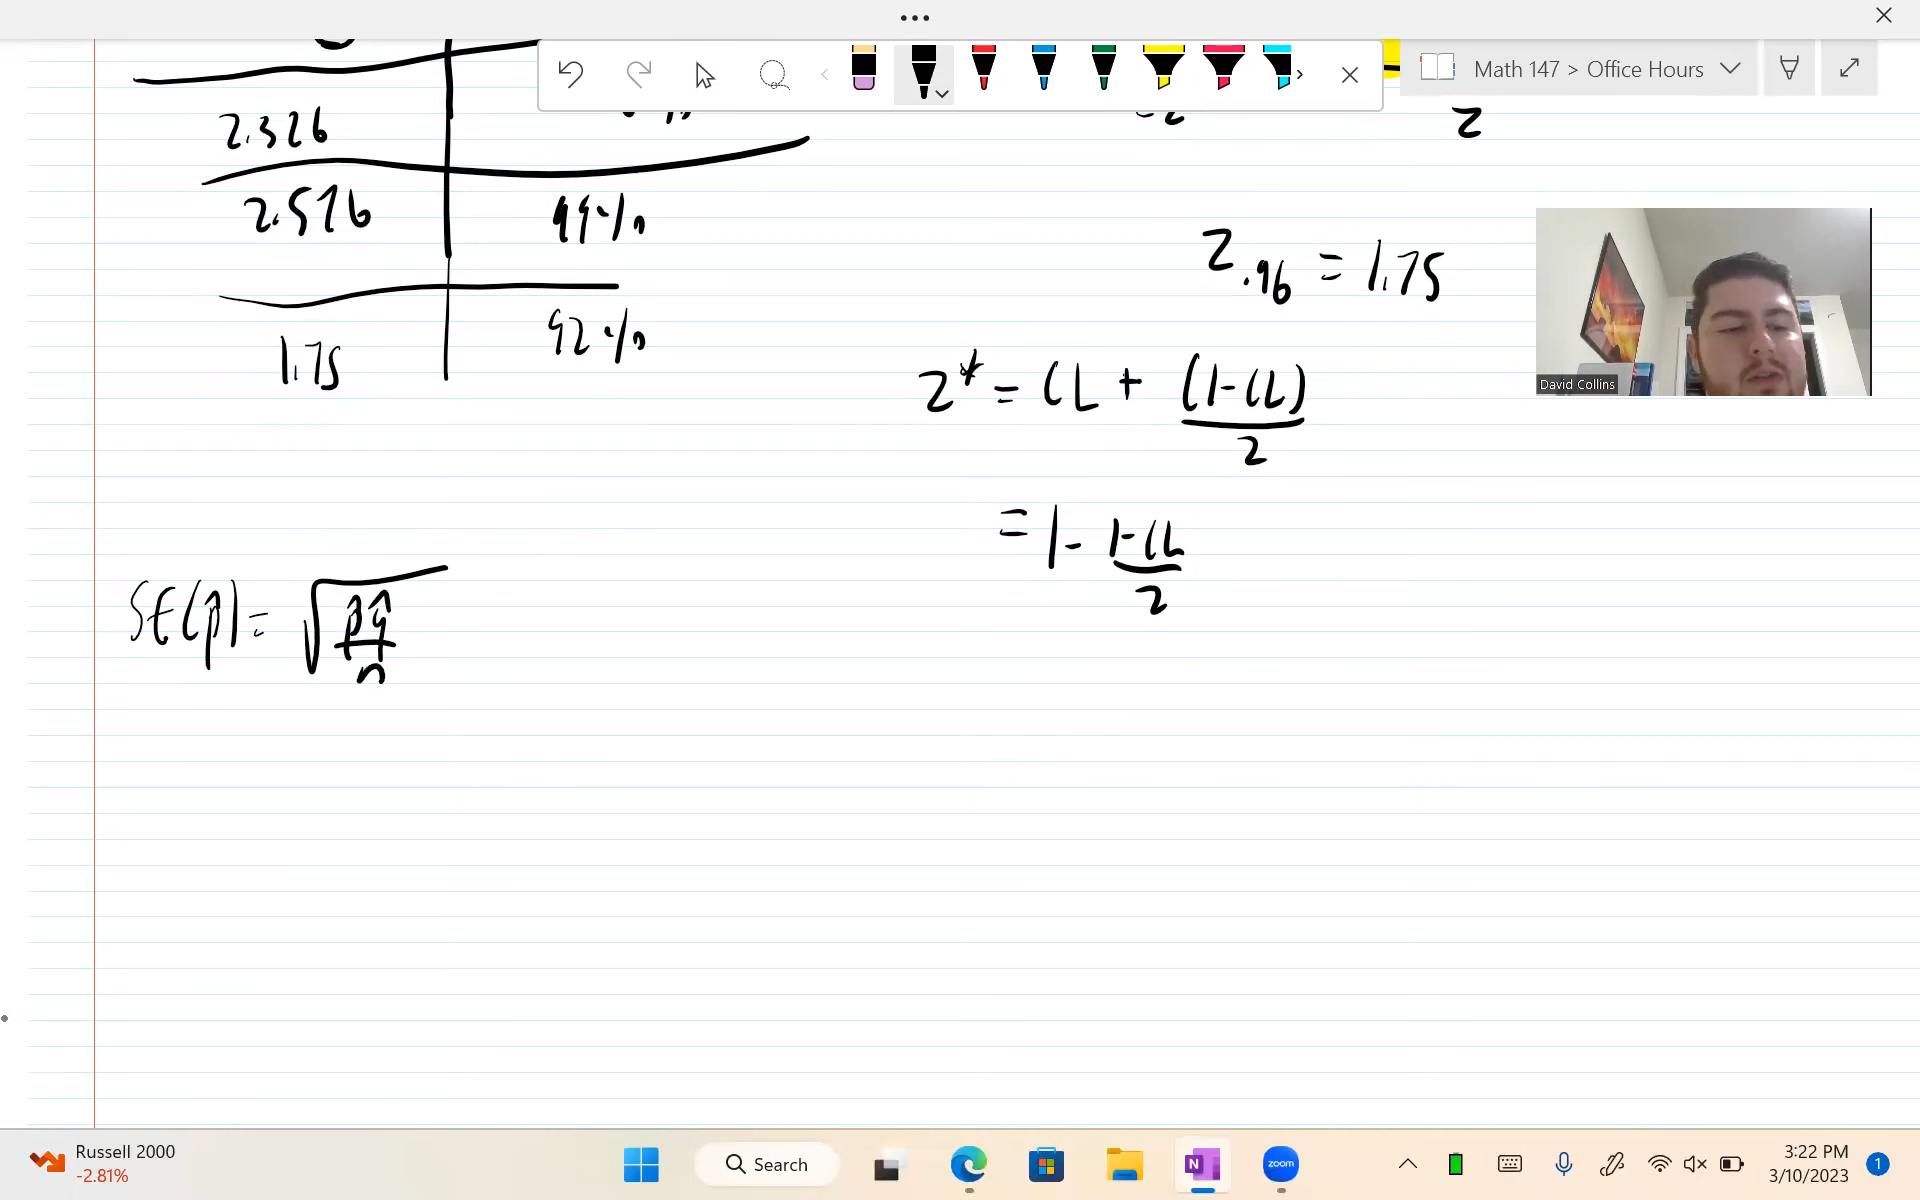 Math 147 > Office Hours
2
2.326
2.576 99%
Z.96 = 1.75
1.75 92%
David Collins
Z* = CL + (1-CL)
2
= 1 - 1-CL
2
SE(p̂) = √p̂q̂
n
Russell 2000
-2.81%
Search
zoom
N
3:22 PM
3/10/2023
1